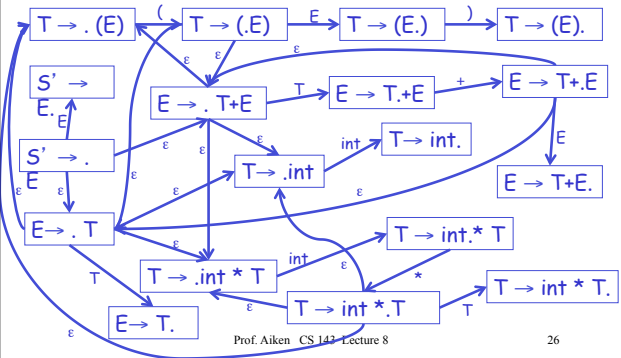 T → . (E)
(
T → (.E)
E
T → (E.)
)
T → (E).
ε
ε
ε
S' →
E.
E
E → . T+E
T
E → T.+E
+
E → T+.E
S' → .
E
ε
ε
ε
ε
ε
T → .int
int
T → int.
E
E → T+E.
ε
ε
ε
ε
E → . T
ε
T
T → .int * T
int
T → int.* T
ε
*
E → T.
ε
T → int *.T
T
T → int * T.
ε
Prof. Aiken CS 143 Lecture 8
26